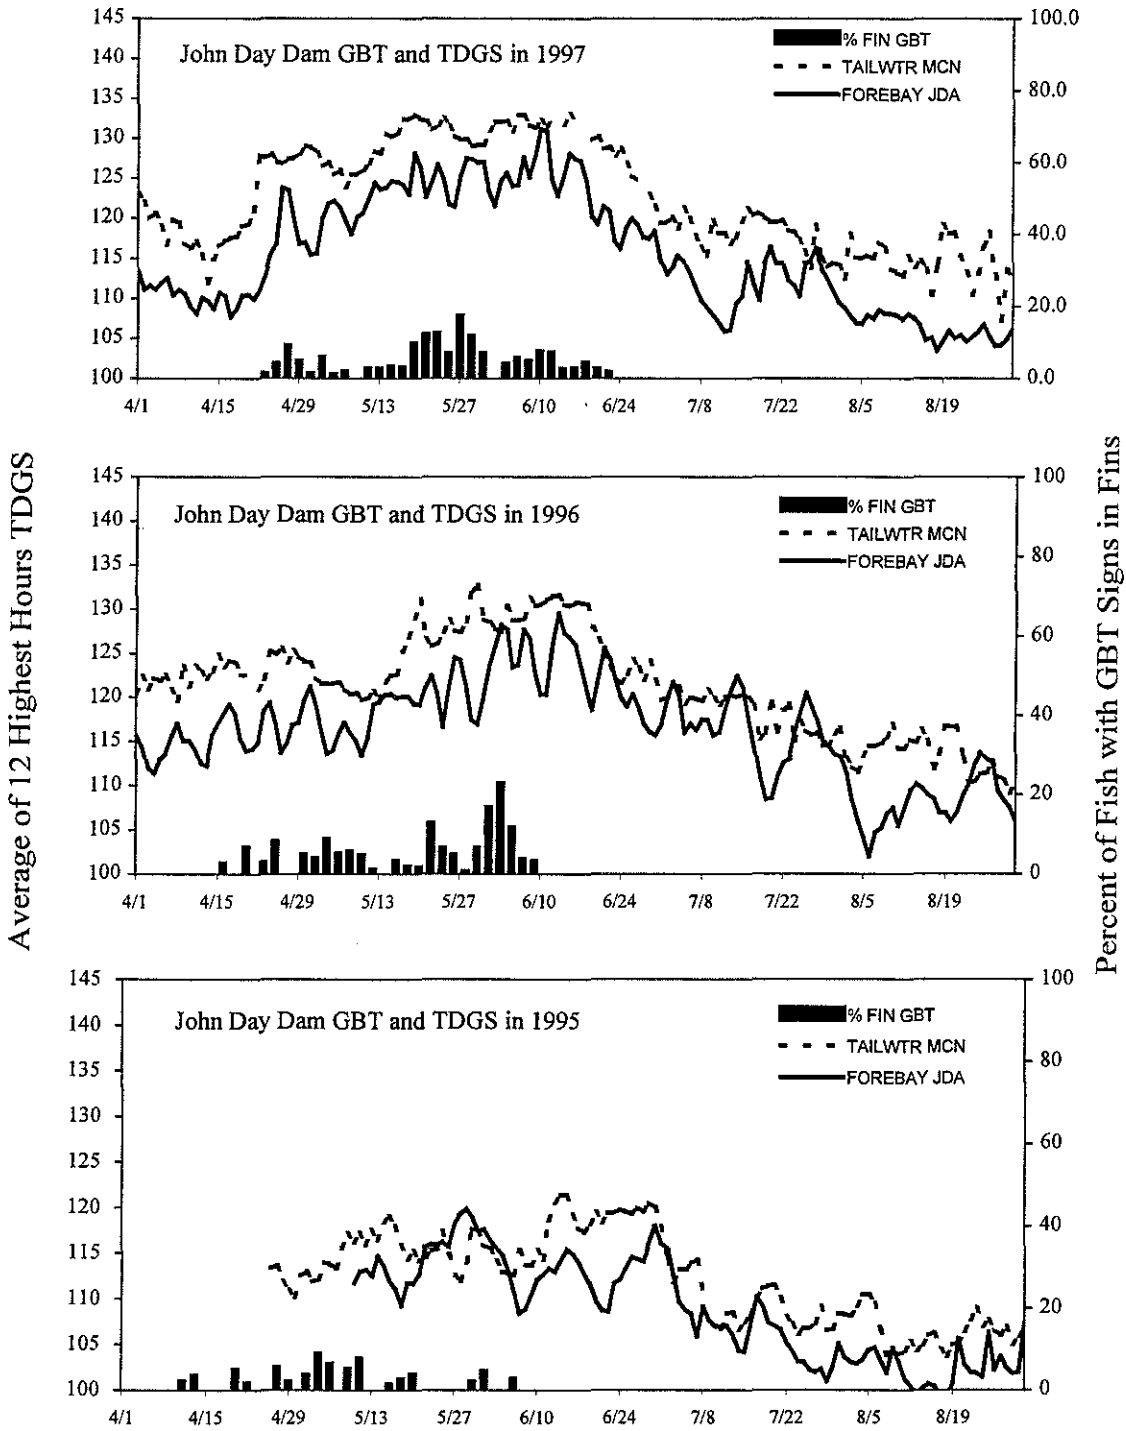 Average of 12 Highest Hours TDGS
Percent of Fish with GBT Signs in Fins
John Day Dam GBT and TDGS in 1997
% FIN GBT
TAILWTR MCN
FOREBAY JDA
145
140
135
130
125
120
115
110
105
100
100.0
80.0
60.0
40.0
20.0
0.0
4/1 4/15 4/29 5/13 5/27 6/10 6/24 7/8 7/22 8/5 8/19
John Day Dam GBT and TDGS in 1996
% FIN GBT
TAILWTR MCN
FOREBAY JDA
145
140
135
130
125
120
115
110
105
100
100
80
60
40
20
0
4/1 4/15 4/29 5/13 5/27 6/10 6/24 7/8 7/22 8/5 8/19
John Day Dam GBT and TDGS in 1995
% FIN GBT
TAILWTR MCN
FOREBAY JDA
145
140
135
130
125
120
115
110
105
100
100
80
60
40
20
0
4/1 4/15 4/29 5/13 5/27 6/10 6/24 7/8 7/22 8/5 8/19